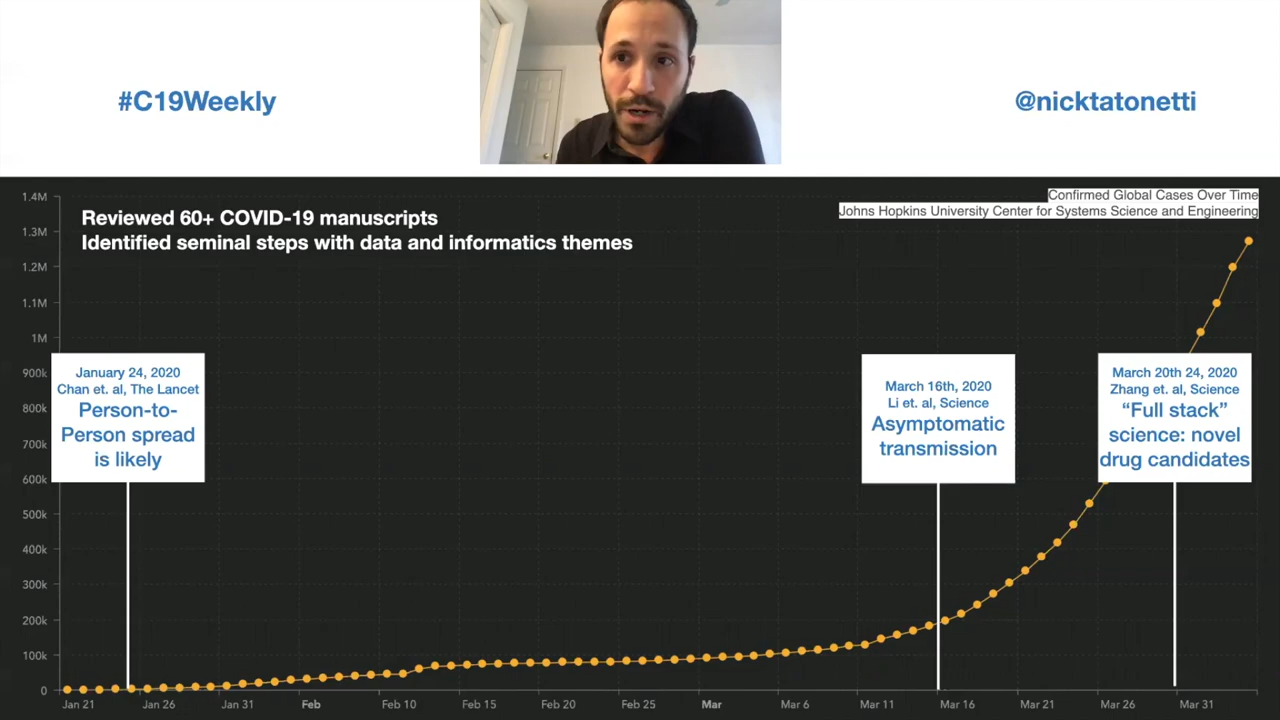 #C19Weekly
@nicktatonetti
Confirmed Global Cases Over Time
Johns Hopkins University Center for Systems Science and Engineering
Reviewed 60+ COVID-19 manuscripts
Identified seminal steps with data and informatics themes
1.4M
1.3M
1.2M
1.1M
1M
900k
800k
700k
600k
500k
400k
300k
200k
100k
0
January 24, 2020
Chan et. al, The Lancet
Person-to-
Person spread
is likely
March 16th, 2020
Li et. al, Science
Asymptomatic
transmission
March 20th 24, 2020
Zhang et. al, Science
“Full stack”
science: novel
drug candidates
Jan 21 Jan 26 Jan 31 Feb Feb 10 Feb 15 Feb 20 Feb 25 Mar Mar 6 Mar 11 Mar 16 Mar 21 Mar 26 Mar 31